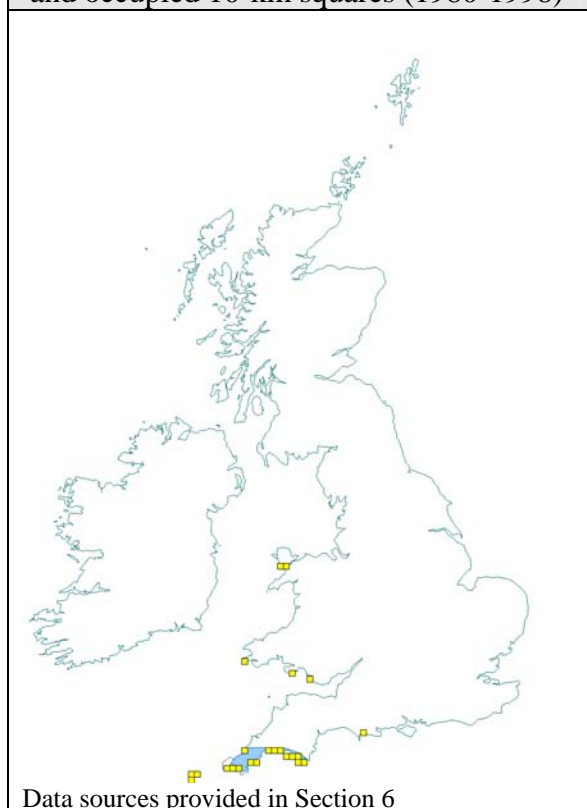 and occupied 10-km squares (1980-1998)
Data sources provided in Section 6